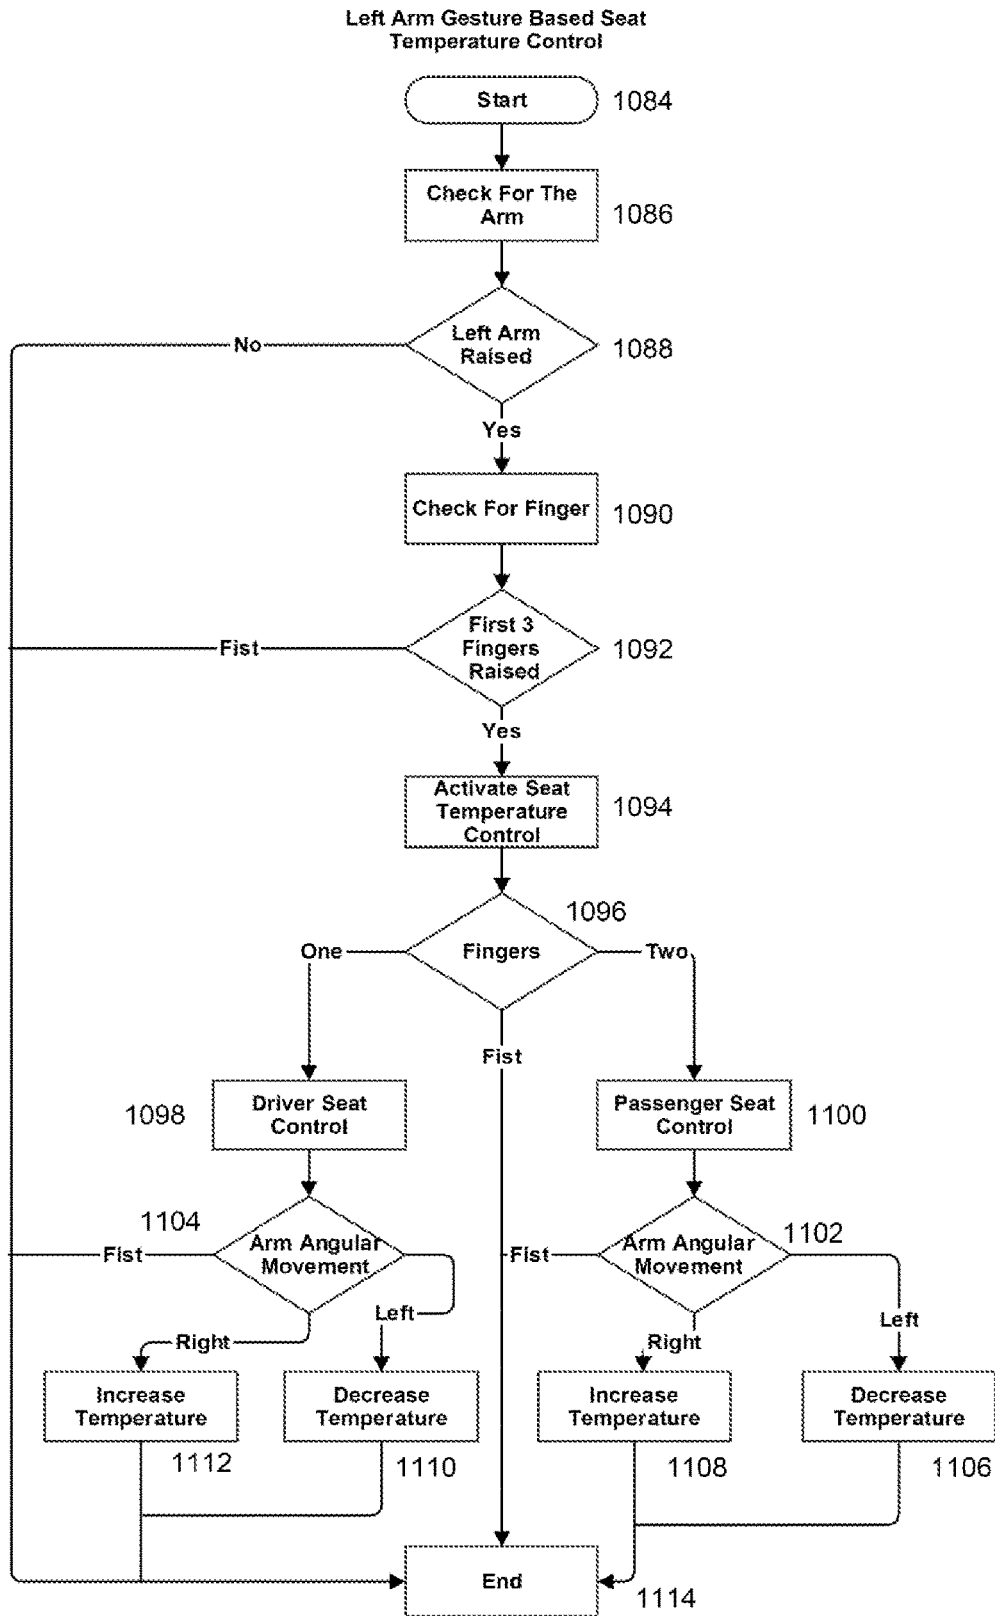 Left Arm Gesture Based Seat
Temperature Control
Start
1084
Check For The
Arm
1086
Left Arm
Raised
1088
No
Yes
Check For Finger
1090
First 3
Fingers
Raised
1092
Fist
Yes
Activate Seat
Temperature
Control
1094
1096
Fingers
One
Two
Fist
1098
Driver Seat
Control
Passenger Seat
Control
1100
1104
Fist
Arm Angular
Movement
Fist
Arm Angular
Movement
1102
Left
Right
Left
Right
Increase
Temperature
Decrease
Temperature
Increase
Temperature
Decrease
Temperature
1112
1110
1108
1106
End
1114